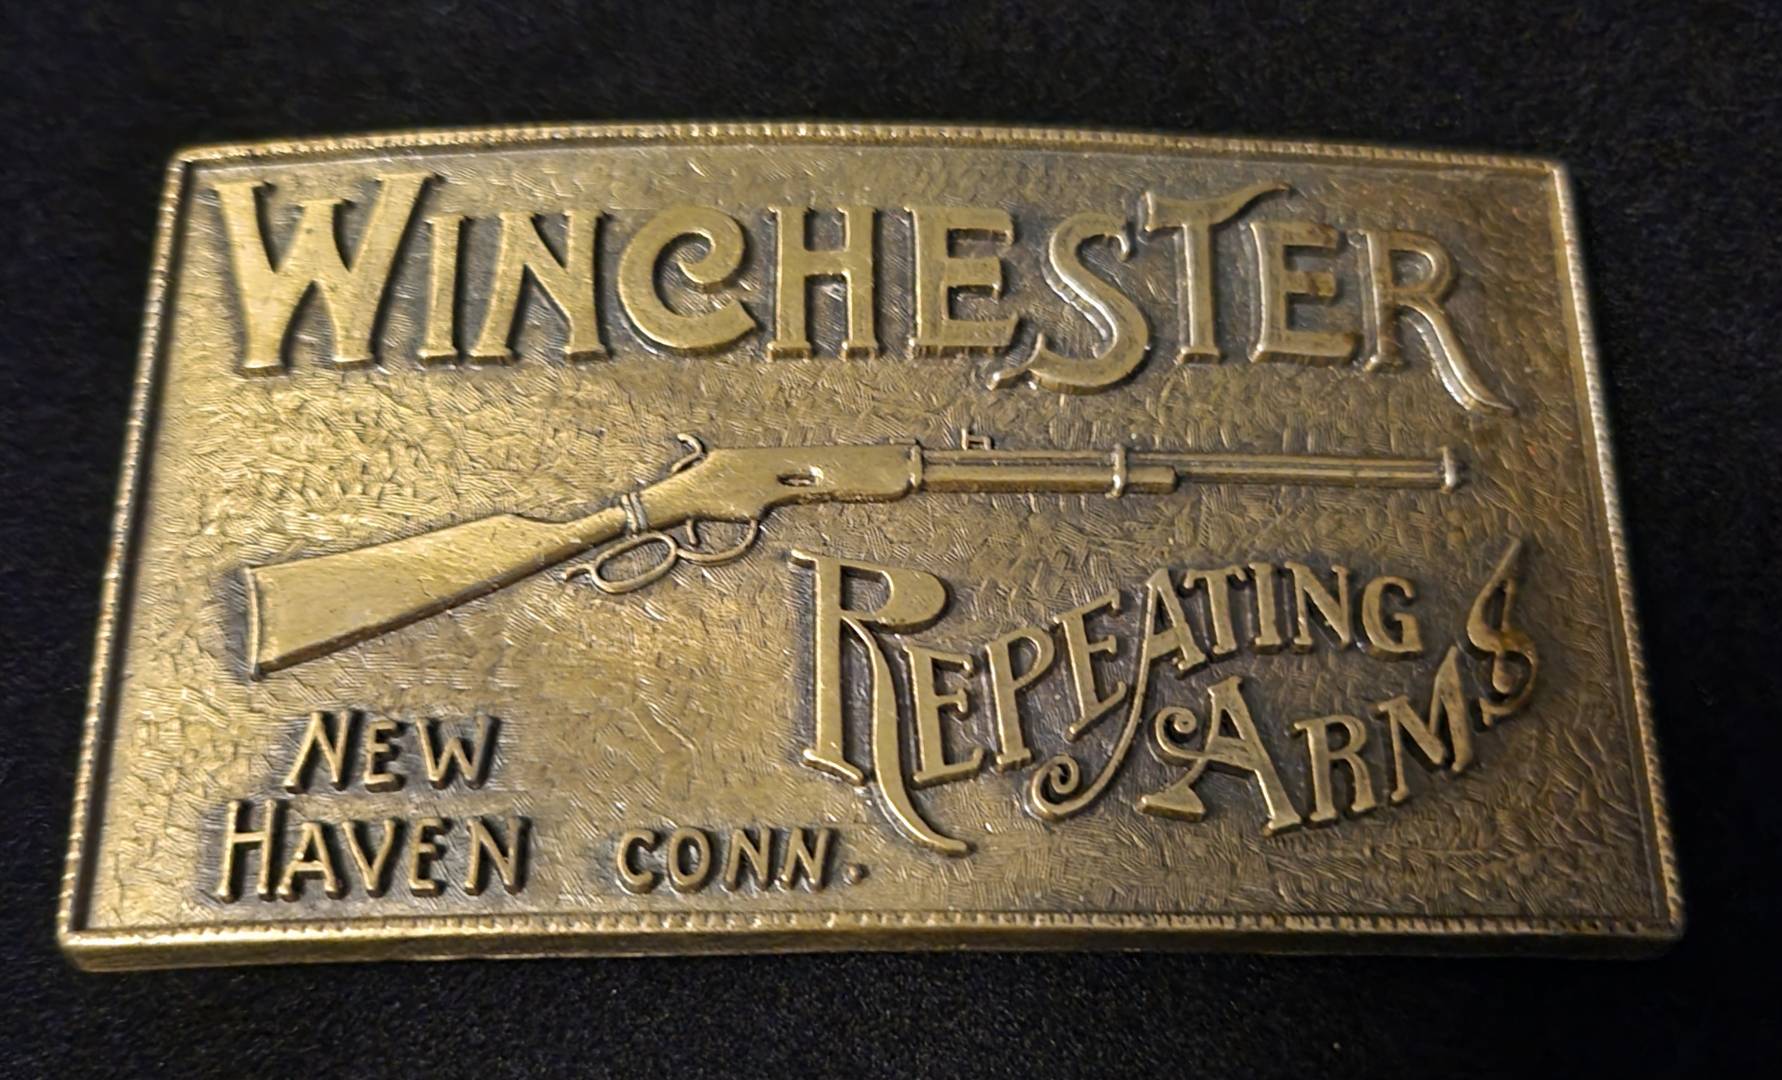 WINCHESTER
REPEATING
ARMS
NEW
HAVEN CONN.